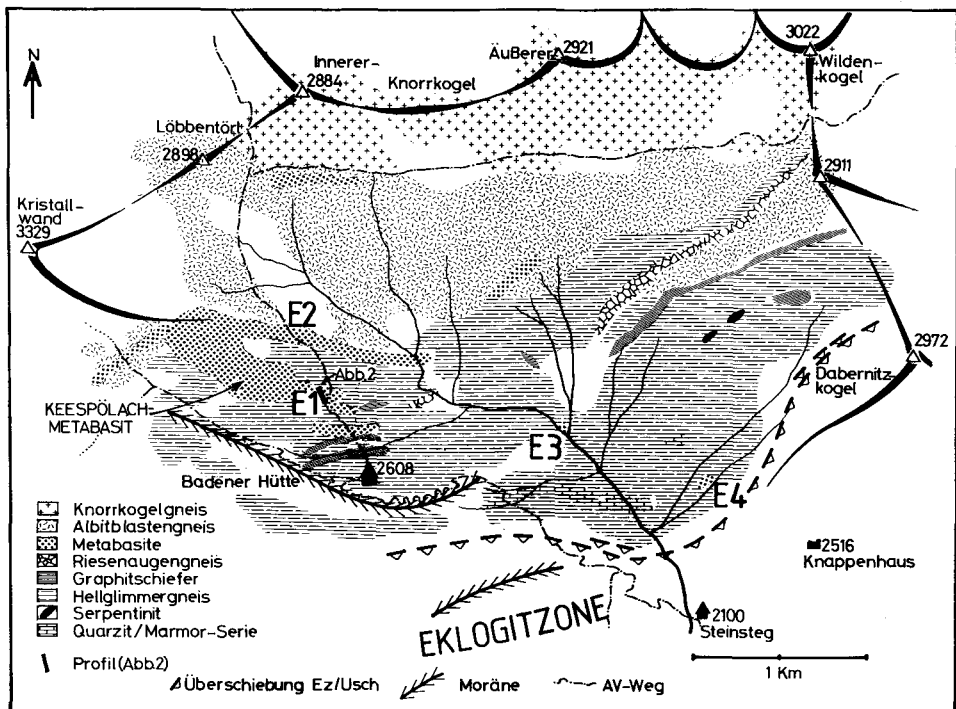 N
3022
Äußerer
2921
Wilden-
kogel
Innerer-
2884
Knorrkogel
Löbbentörl
2898
2911
Kristall-
wand
3329
E2
2972
Abb.2
Dabernitz-
kogel
E1
KEESPÖLACH-
METABASIT
E3
2608
Badener Hütte
E4
Knorrkogelgneis
Albitblastengneis
Metabasite
Riesenaugengneis
Graphitschiefer
Hellglimmergneis
Serpentinit
Quarzit/Marmor-Serie
Profil (Abb.2)
2516
Knappenhaus
EKLOGITZONE
2100
Steinsteg
1 Km
Überschiebung Ez/Usch
Moräne
AV-Weg